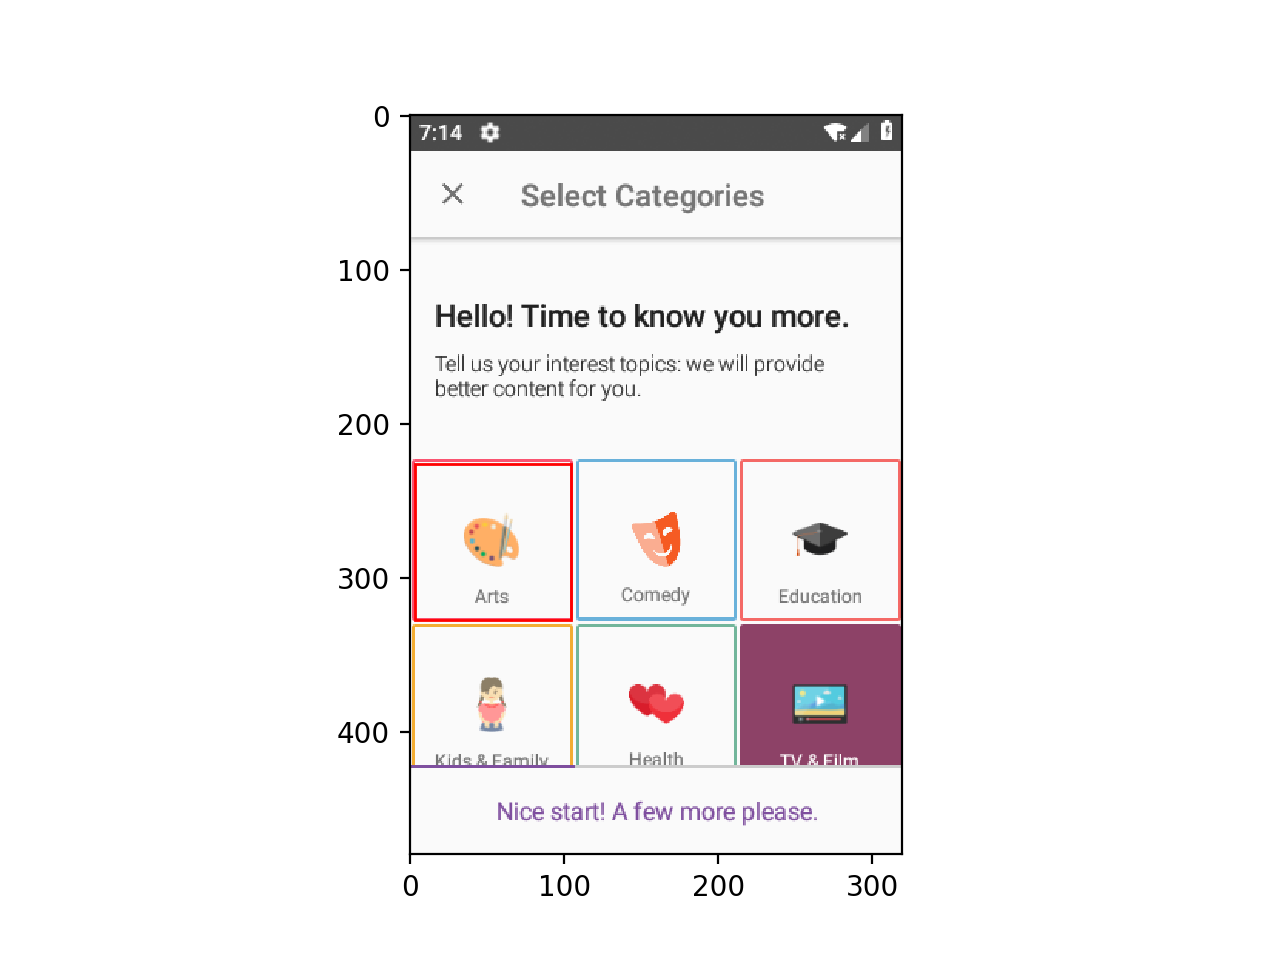 0
7:14
Select Categories
100
Hello! Time to know you more.
Tell us your interest topics: we will provide
better content for you.
200
300
Arts
Comedy
Education
400
Kids & Family
Health
TV & Film
Nice start! A few more please.
0
100
200
300